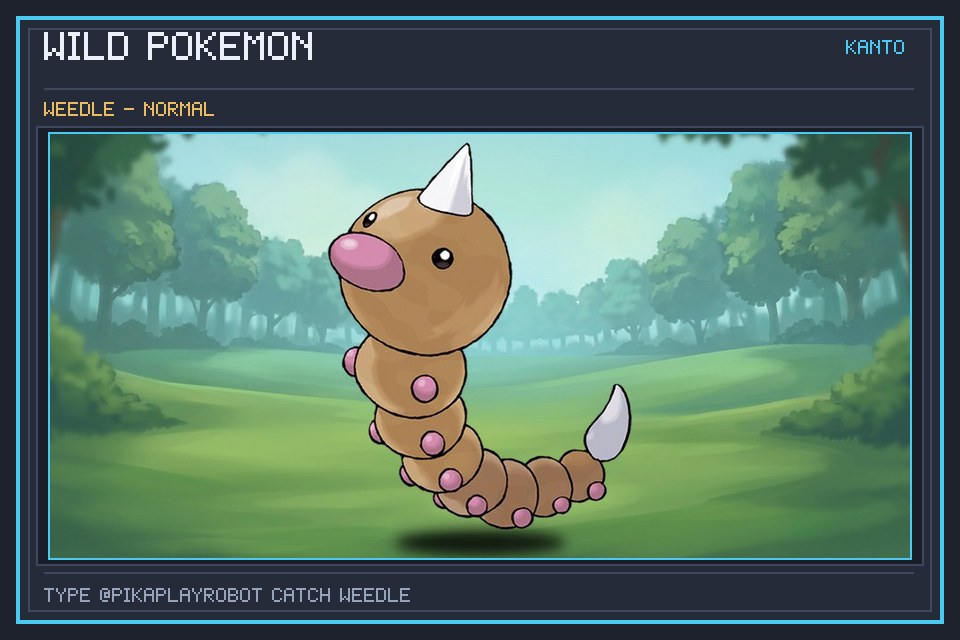 WILD POKEMON
KANTO
WEEDLE - NORMAL
TYPE @PIKAPLAYROBOT CATCH WEEDLE